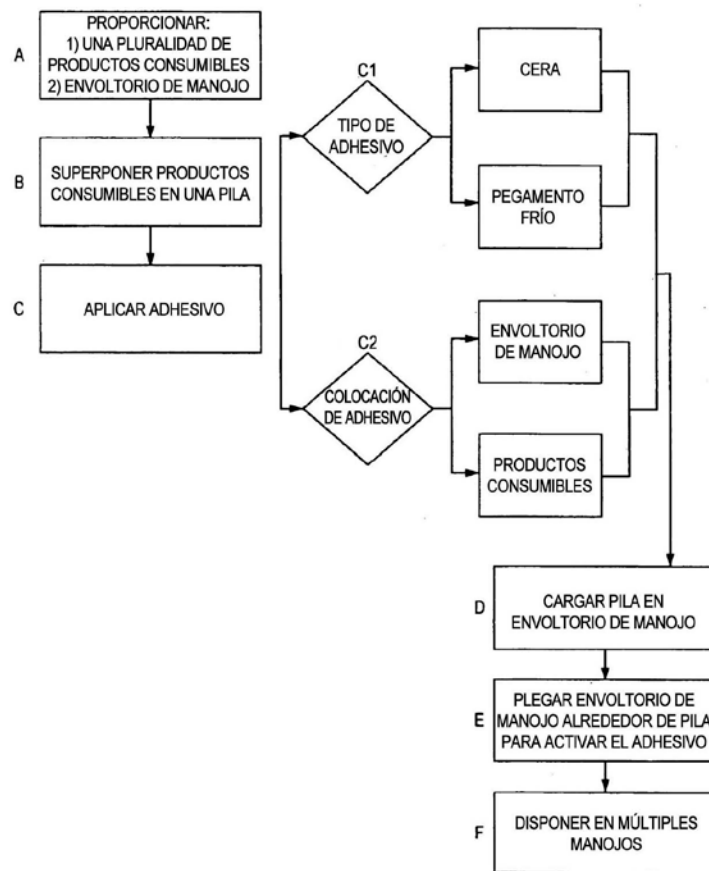 A
PROPORCIONAR:
1) UNA PLURALIDAD DE
PRODUCTOS CONSUMIBLES
2) ENVOLTORIO DE MANOJO
B
SUPERPONER PRODUCTOS
CONSUMIBLES EN UNA PILA
C
APLICAR ADHESIVO
C1
TIPO DE
ADHESIVO
CERA
PEGAMENTO
FRÍO
C2
COLOCACIÓN
DE ADHESIVO
ENVOLTORIO
DE MANOJO
PRODUCTOS
CONSUMIBLES
D
CARGAR PILA EN
ENVOLTORIO DE MANOJO
E
PLEGAR ENVOLTORIO DE
MANOJO ALREDEDOR DE PILA
PARA ACTIVAR EL ADHESIVO
F
DISPONER EN MÚLTIPLES
MANOJOS